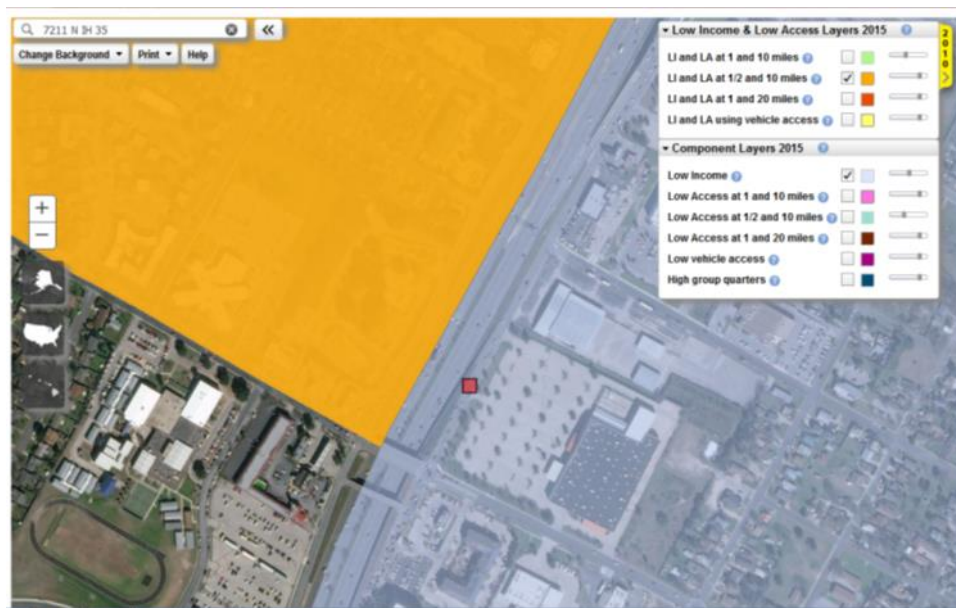 7211 N IH 35
Change Background
Print
Help
Low Income & Low Access Layers 2015
LI and LA at 1 and 10 miles ?
LI and LA at 1/2 and 10 miles ?
LI and LA at 1 and 20 miles ?
LI and LA using vehicle access ?
Component Layers 2015 ?
Low Income ?
Low Access at 1 and 10 miles ?
Low Access at 1/2 and 10 miles ?
Low Access at 1 and 20 miles ?
Low vehicle access ?
High group quarters ?
2010